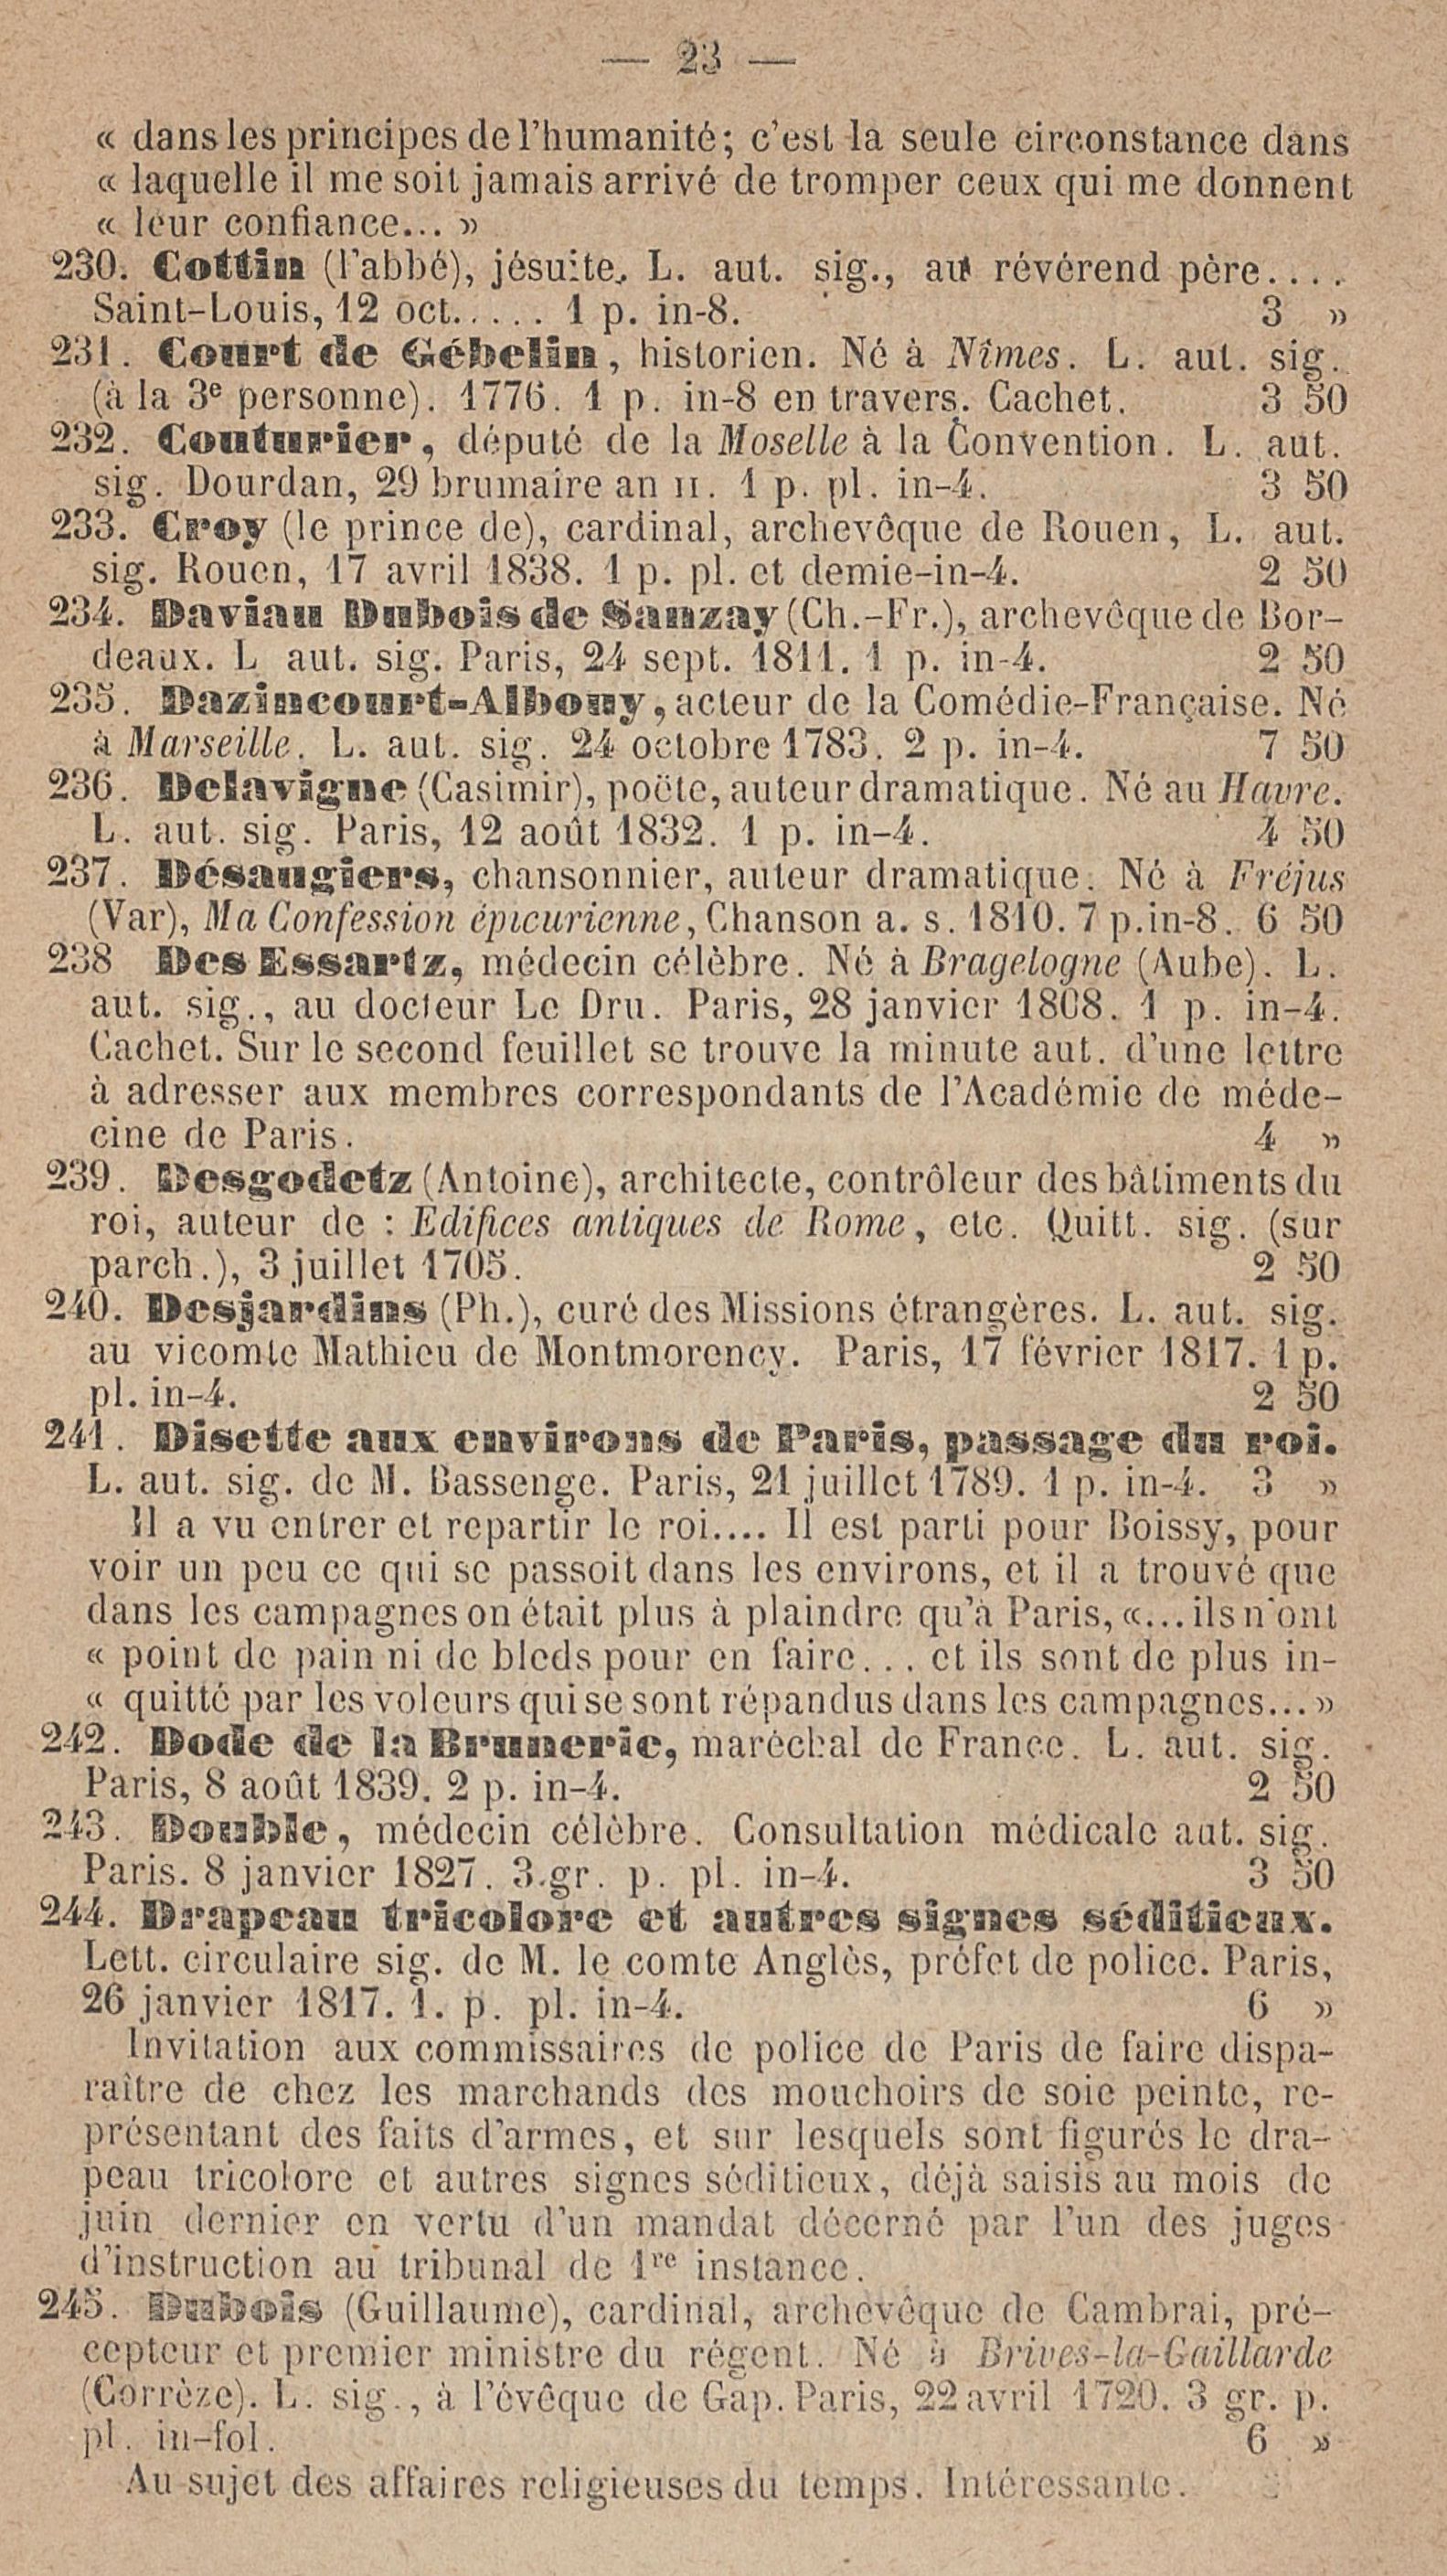 — 23 —
« dans les principes de l'humanité; c'est la seule circonstance dans
« laquelle il me soit jamais arrivé de tromper ceux qui me donnent
« leur confiance... »
230. Cottin (l'abbé), jésuite. L. aut. sig., au révérend père....
Saint-Louis, 12 oct..... 1 p. in-8. 3 »
231. Court de Gébelin, historien. Né à Nîmes. L. aut. sig.
(à la 3e personne). 1776. 1 p. in-8 en travers. Cachet. 3 50
232. Couturier, député de la Moselle à la Convention. L. aut.
sig. Dourdan, 29 brumaire an II. 1 p. pl. in-4. 3 50
233. Croy (le prince de), cardinal, archevêque de Rouen, L. aut.
sig. Rouen, 17 avril 1838. 1 p. pl. et demie-in-4. 2 50
234. Daviau Dubois de Sanzay (Ch.-Fr.), archevêque de Bor-
deaux. L aut. sig. Paris, 24 sept. 1811. 1 p. in-4. 2 50
235. Dazincourt-Albouy, acteur de la Comédie-Française. Né
à Marseille. L. aut. sig. 24 octobre 1783. 2 p. in-4. 7 50
236. Delavigne (Casimir), poëte, auteur dramatique. Né au Havre.
L. aut. sig. Paris, 12 août 1832. 1 p. in-4. 4 50
237. Désaugiers, chansonnier, auteur dramatique. Né à Fréjus
(Var), Ma Confession épicurienne, Chanson a. s. 1810. 7 p. in-8. 6 50
238 Des Essartz, médecin célèbre. Né à Bragelogne (Aube). L.
aut. sig., au docteur Le Dru. Paris, 28 janvier 1808. 1 p. in-4.
Cachet. Sur le second feuillet se trouve la minute aut. d'une lettre
à adresser aux membres correspondants de l'Académie de méde-
cine de Paris. 4 »
239. Desgodetz (Antoine), architecte, contrôleur des bâtiments du
roi, auteur de : Edifices antiques de Rome, etc. Quitt. sig. (sur
parch.), 3 juillet 1705. 2 50
240. Desjardins (Ph.), curé des Missions étrangères. L. aut. sig.
au vicomte Mathieu de Montmorency. Paris, 17 février 1817. 1 p.
pl. in-4. 2 50
241. Disette aux environs de Paris, passage du roi.
L. aut. sig. de M. Bassenge. Paris, 21 juillet 1789. 1 p. in-4. 3 »
Il a vu entrer et repartir le roi.... Il est parti pour Boissy, pour
voir un peu ce qui se passoit dans les environs, et il a trouvé que
dans les campagnes on était plus à plaindre qu'à Paris, «... ils n'ont
« point de pain ni de bleds pour en faire... et ils sont de plus in-
« quitté par les voleurs qui se sont répandus dans les campagnes... »
242. Dode de la Brunerie, maréchal de France. L. aut. sig.
Paris, 8 août 1839. 2 p. in-4. 2 50
243. Double, médecin célèbre. Consultation médicale aut. sig.
Paris. 8 janvier 1827. 3.gr. p. pl. in-4. 3 50
244. Drapeau tricolore et autres signes séditieux.
Lett. circulaire sig. de M. le comte Anglès, préfet de police. Paris,
26 janvier 1817. 1. p. pl. in-4. 6 »
Invitation aux commissaires de police de Paris de faire dispa-
raître de chez les marchands des mouchoirs de soie peinte, re-
présentant des faits d'armes, et sur lesquels sont figurés le dra-
peau tricolore et autres signes séditieux, déjà saisis au mois de
juin dernier en vertu d'un mandat décerné par l'un des juges
d'instruction au tribunal de 1re instance.
245. Dubois (Guillaume), cardinal, archevêque de Cambrai, pré-
cepteur et premier ministre du régent. Né à Brives-la-Gaillarde
(Corrèze). L. sig., à l'évêque de Gap. Paris, 22 avril 1720. 3 gr. p.
pl. in-fol. 6 »
Au sujet des affaires religieuses du temps. Intéressante.